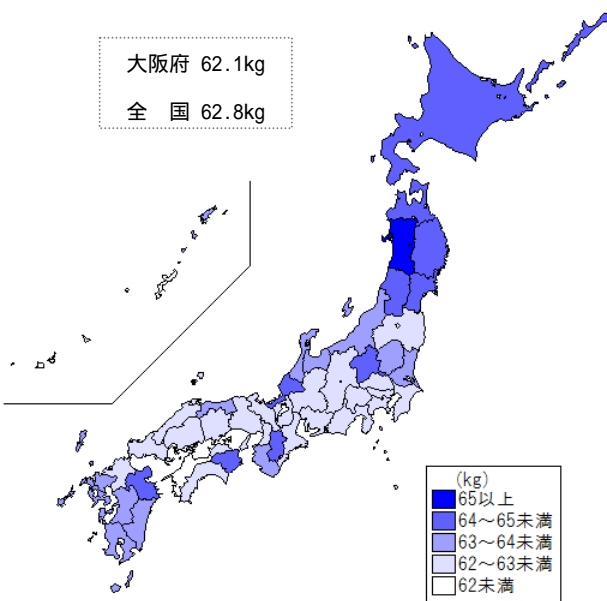 大阪府 62.1kg
全　国 62.8kg
(kg)
65以上
64～65未満
63～64未満
62～63未満
62未満